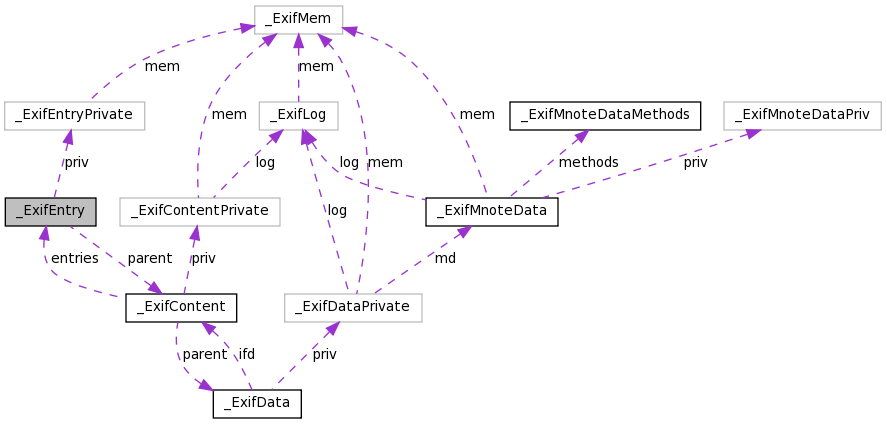 _ExifMem
mem
mem
mem
_ExifEntryPrivate
_ExifLog
mem
_ExifMnoteDataMethods
_ExifMnoteDataPriv
priv
log
log
mem
methods
priv
_ExifEntry
_ExifContentPrivate
log
_ExifMnoteData
entries
parent
priv
md
_ExifContent
_ExifDataPrivate
parent
ifd
priv
_ExifData